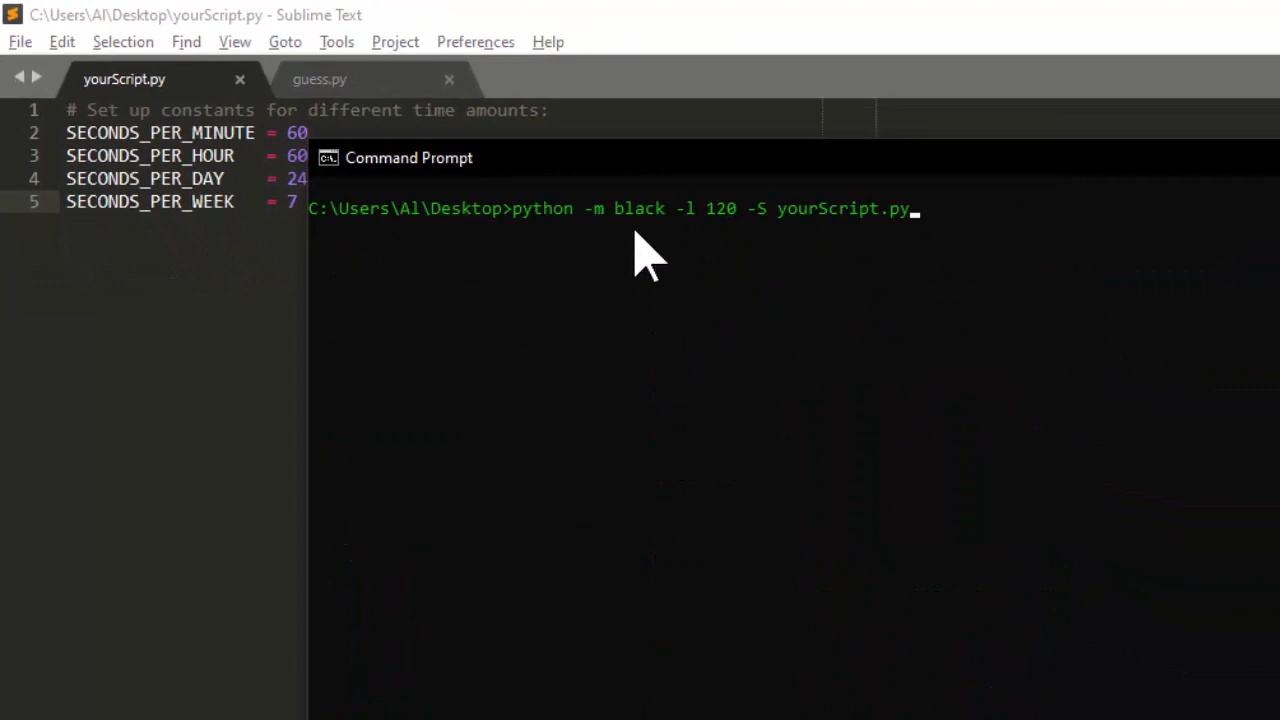 C:\Users\Al\Desktop\yourScript.py - Sublime Text
File Edit Selection Find View Goto Tools Project Preferences Help
yourScript.py × guess.py ×
1 # Set up constants for different time amounts:
2 SECONDS_PER_MINUTE = 60
3 SECONDS_PER_HOUR   = 60
4 SECONDS_PER_DAY    = 24
5 SECONDS_PER_WEEK   = 7
C:\. Command Prompt
C:\Users\Al\Desktop>python -m black -l 120 -S yourScript.py